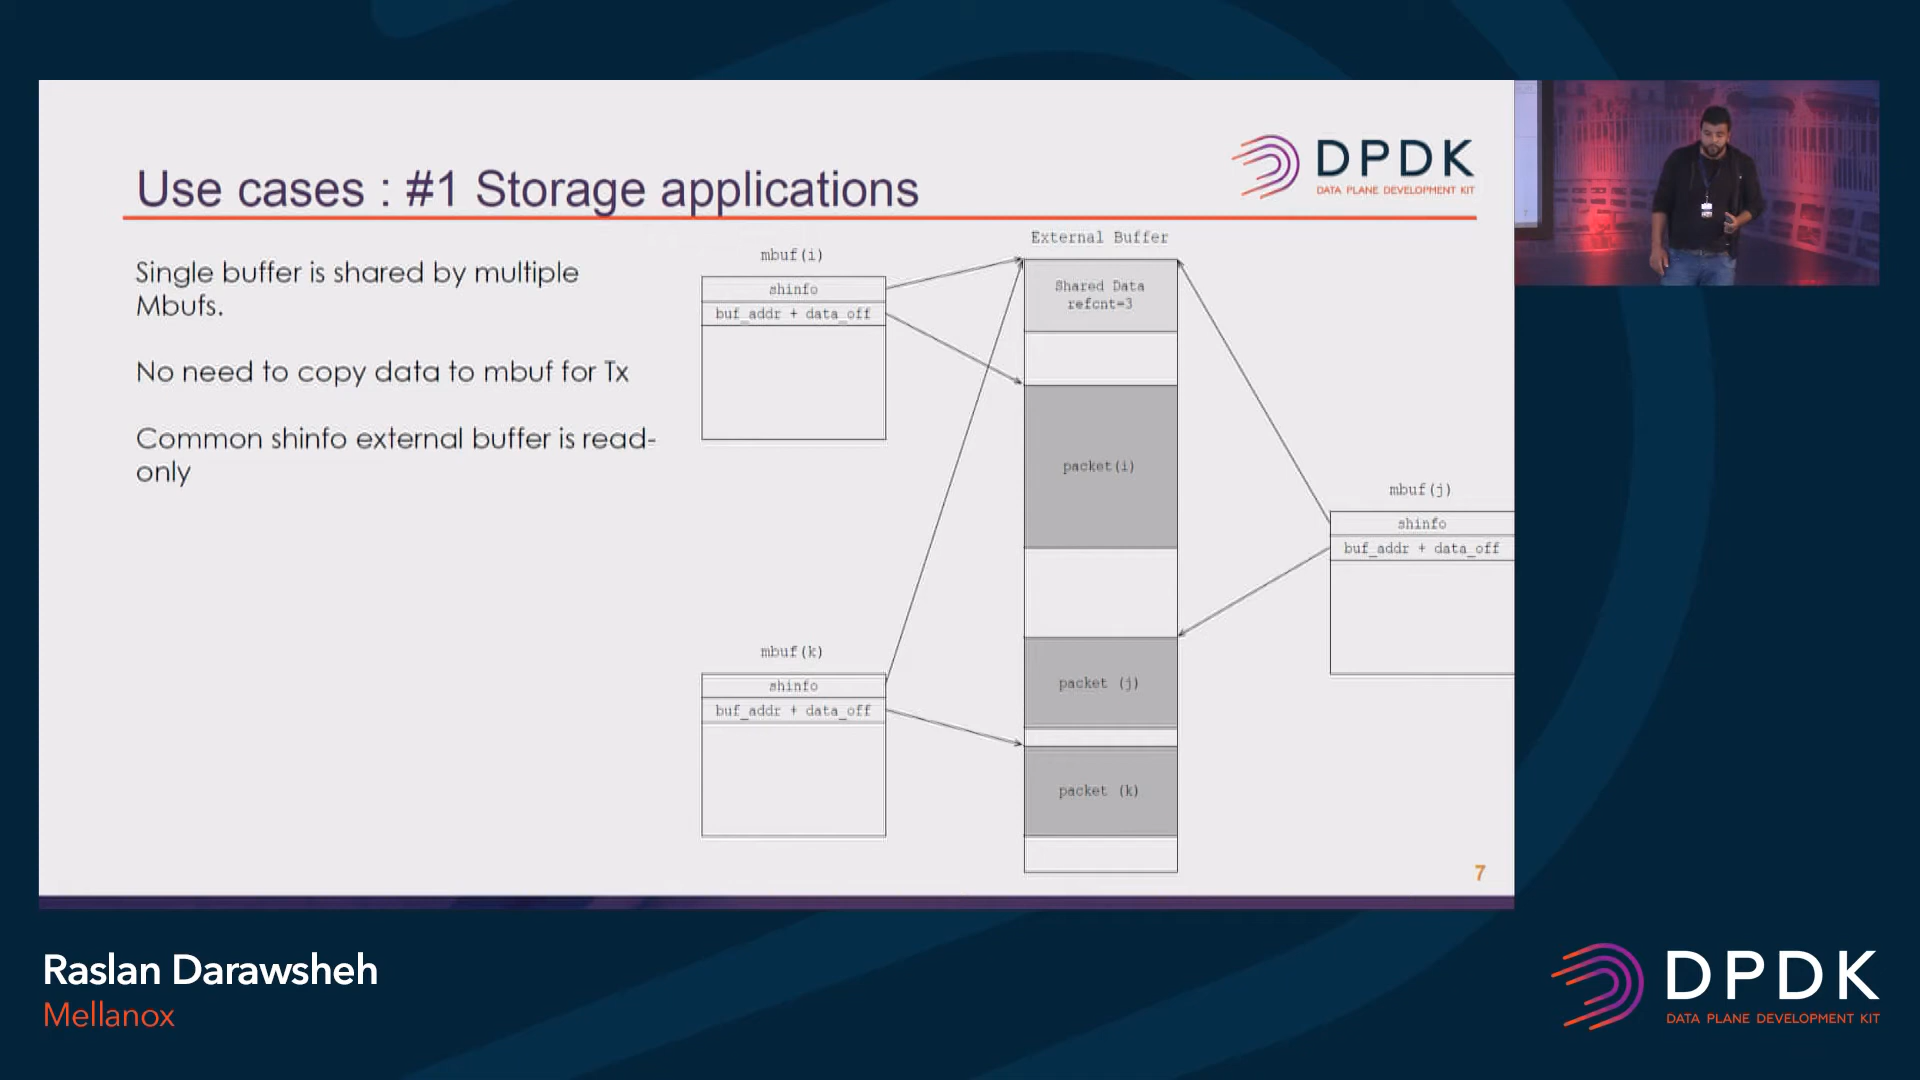 Use cases : #1 Storage applications
DPDK
DATA PLANE DEVELOPMENT KIT
Single buffer is shared by multiple
Mbufs.
No need to copy data to mbuf for Tx
Common shinfo external buffer is read-
only
External Buffer
mbuf(i)
shinfo
buf_addr + data_off
Shared Data
refcnt=3
packet(i)
mbuf(j)
shinfo
buf_addr + data_off
mbuf(k)
shinfo
buf_addr + data_off
packet (j)
packet (k)
7
Raslan Darawsheh
Mellanox
DPDK
DATA PLANE DEVELOPMENT KIT